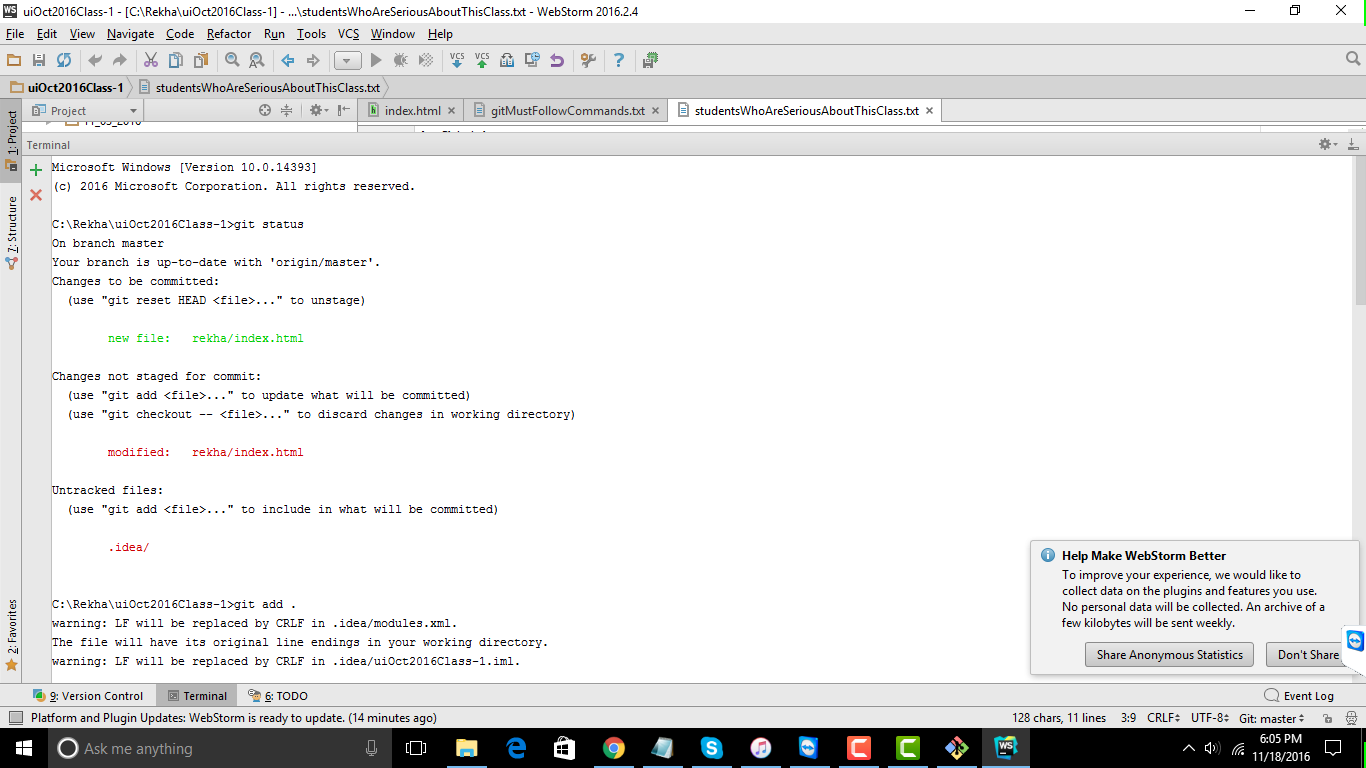 WS uiOct2016Class-1 - [C:\Rekha\uiOct2016Class-1] - ...\studentsWhoAreSeriousAboutThisClass.txt - WebStorm 2016.2.4
File Edit View Navigate Code Refactor Run Tools VCS Window Help
VCS VCS
uiOct2016Class-1 studentsWhoAreSeriousAboutThisClass.txt
1: Project
Project index.html gitMustFollowCommands.txt studentsWhoAreSeriousAboutThisClass.txt
Terminal
Microsoft Windows [Version 10.0.14393]
(c) 2016 Microsoft Corporation. All rights reserved.
7: Structure
C:\Rekha\uiOct2016Class-1>git status
On branch master
Your branch is up-to-date with 'origin/master'.
Changes to be committed:
(use "git reset HEAD <file>..." to unstage)
new file:   rekha/index.html
Changes not staged for commit:
(use "git add <file>..." to update what will be committed)
(use "git checkout -- <file>..." to discard changes in working directory)
modified:   rekha/index.html
Untracked files:
(use "git add <file>..." to include in what will be committed)
.idea/
C:\Rekha\uiOct2016Class-1>git add .
warning: LF will be replaced by CRLF in .idea/modules.xml.
The file will have its original line endings in your working directory.
warning: LF will be replaced by CRLF in .idea/uiOct2016Class-1.iml.
2: Favorites
Help Make WebStorm Better
To improve your experience, we would like to
collect data on the plugins and features you use.
No personal data will be collected. An archive of a
few kilobytes will be sent weekly.
Share Anonymous Statistics Don't Share
9: Version Control Terminal 6: TODO Event Log
Platform and Plugin Updates: WebStorm is ready to update. (14 minutes ago) 128 chars, 11 lines 3:9 CRLF UTF-8 Git: master
Ask me anything
WS
6:05 PM
11/18/2016